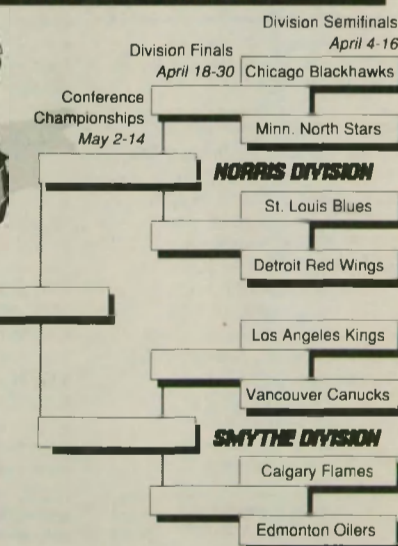 Division Semifinals
April 4-16
Division Finals
April 18-30
Conference
Championships
May 2-14
Chicago Blackhawks
Minn. North Stars
NORRIS DIVISION
St. Louis Blues
Detroit Red Wings
Los Angeles Kings
Vancouver Canucks
SMYTHE DIVISION
Calgary Flames
Edmonton Oilers